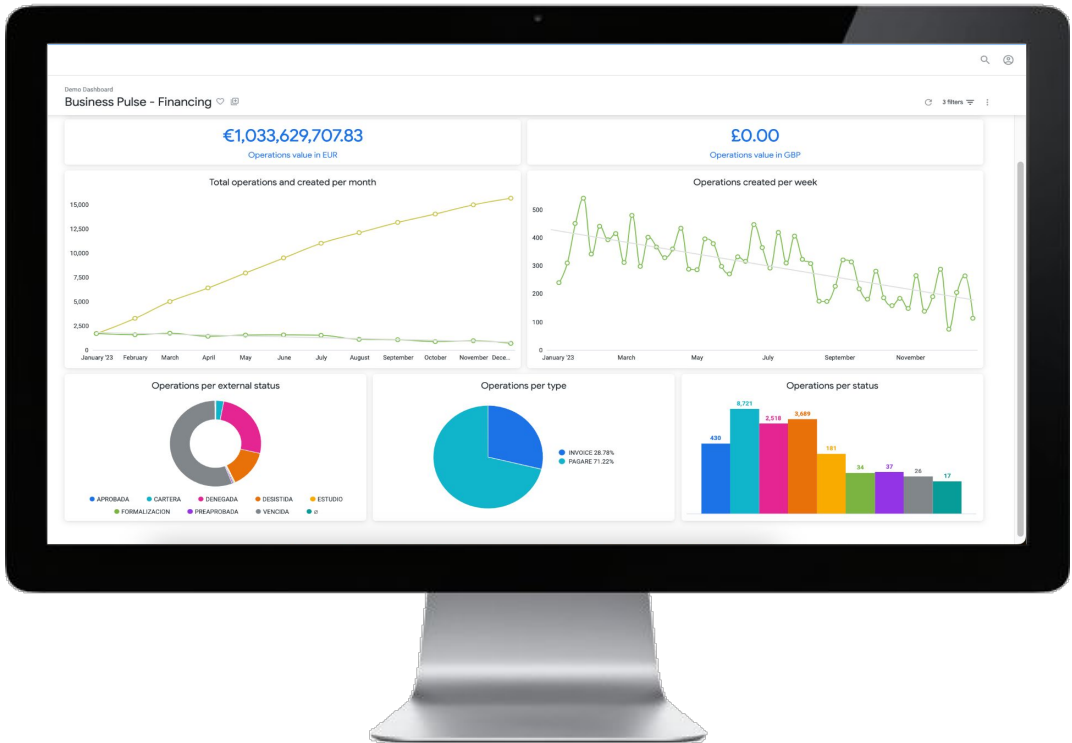 Demo Dashboard
Business Pulse - Financing
3 filters
€1,033,629,707.83
Operations value in EUR
£0.00
Operations value in GBP
Total operations and created per month
15,000
12,500
10,000
7,500
5,000
2,500
0
January '23 February March April May June July August September October November Dece...
Operations created per week
500
400
300
200
100
0
January '23 March May July September November
Operations per external status
APROBADA CARTERA DENEGADA DESISTIDA ESTUDIO
FORMALIZACION PREAPROBADA VENCIDA ∅
Operations per type
INVOICE 28.78%
PAGARE 71.22%
Operations per status
430 8,721 2,518 3,689 181 34 37 26 17